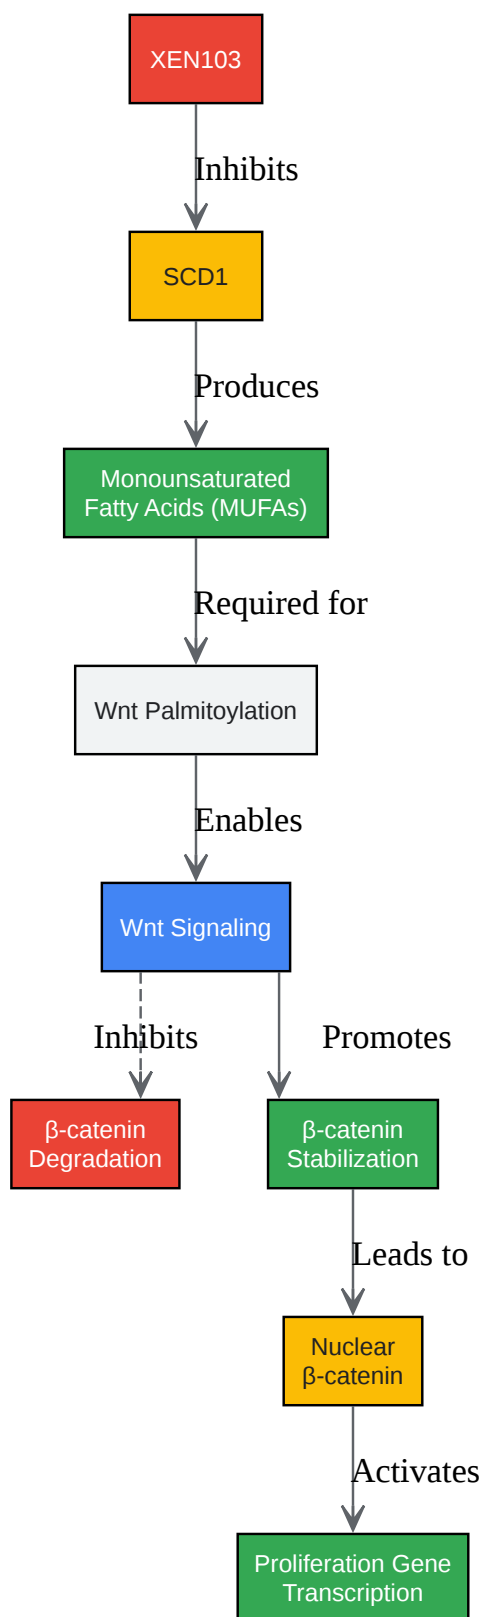 XEN103
Inhibits
SCD1
Produces
Monounsaturated
Fatty Acids (MUFAs)
Required for
Wnt Palmitoylation
Enables
Wnt Signaling
Inhibits
Promotes
β-catenin
Degradation
β-catenin
Stabilization
Leads to
Nuclear
β-catenin
Activates
Proliferation Gene
Transcription